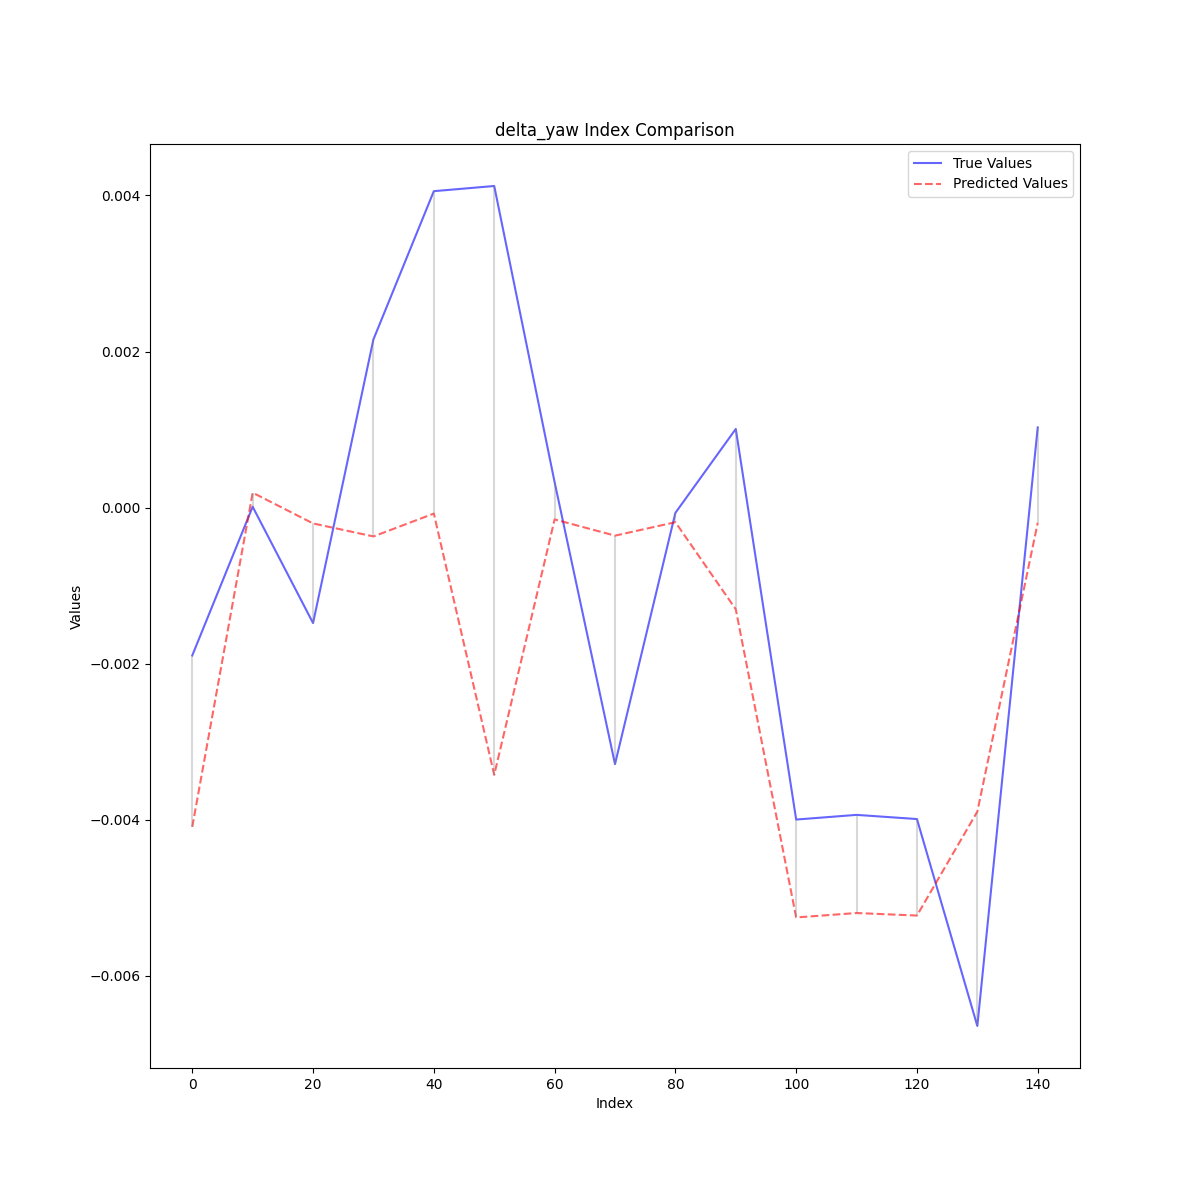 delta_yaw Index Comparison
True Values
Predicted Values
0.004
0.002
0.000
−0.002
−0.004
−0.006
Values
0 20 40 60 80 100 120 140
Index